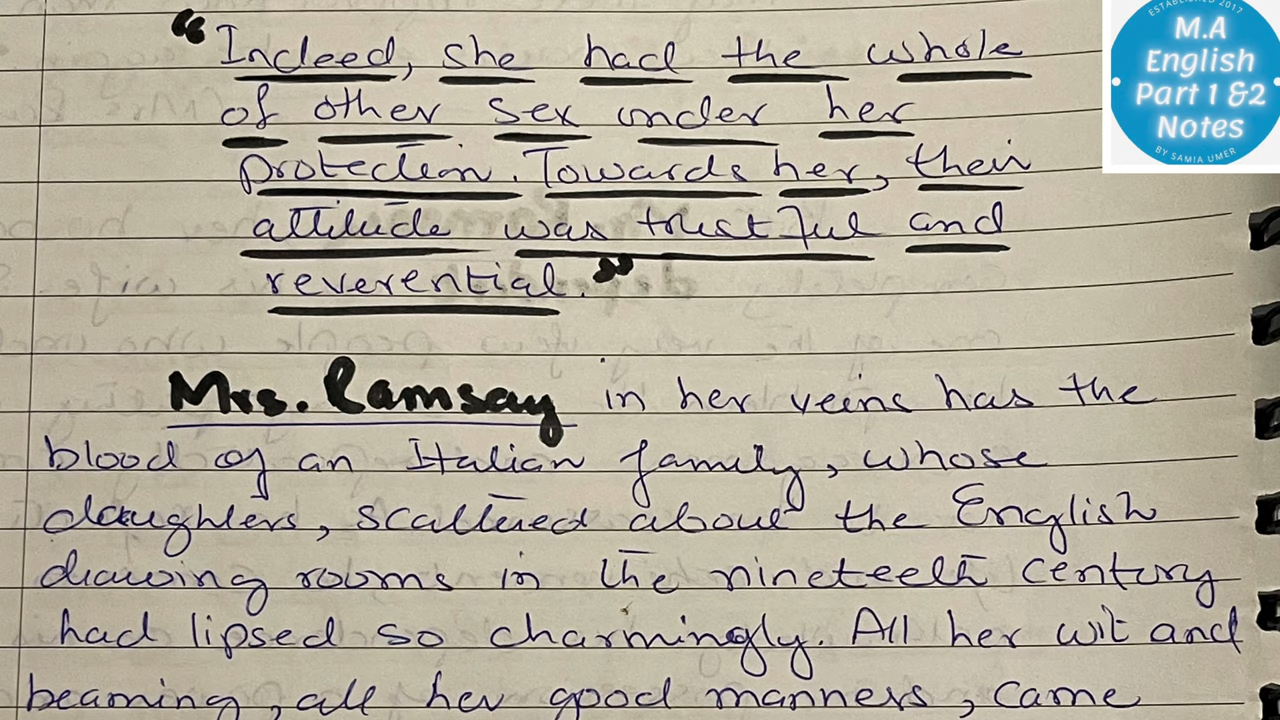 “Indeed, she had the whole
of other sex under her
protection. Towards her, their
attitude was trustful and
reverential.”
Mrs. Ramsay in her veins has the
blood of an Italian family, whose
daughters, scattered about the English
drawing rooms in the nineteeth century
had lipsed so charmingly. All her wit and
beaming, all her good manners, came
ESTABLISHED 2017
M.A
English
Part 1 &2
Notes
BY SAMIA UMER